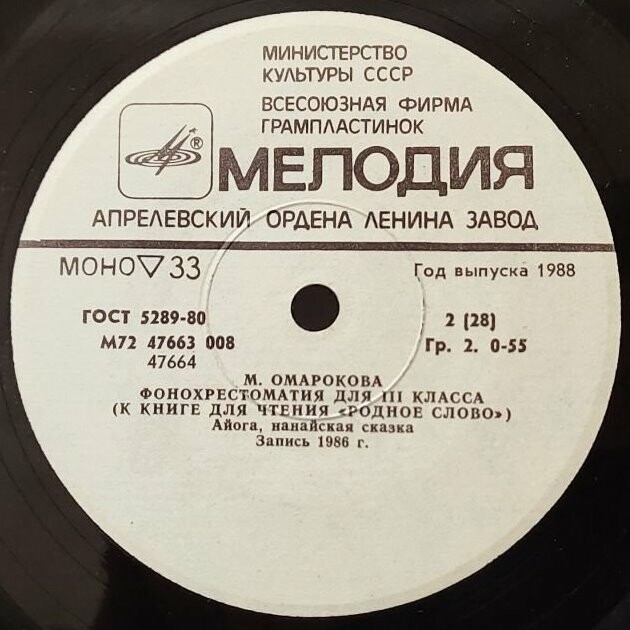 МИНИСТЕРСТВО
КУЛЬТУРЫ СССР
ВСЕСОЮЗНАЯ ФИРМА
ГРАМПЛАСТИНОК
®
МЕЛОДИЯ
АПРЕЛЕВСКИЙ ОРДЕНА ЛЕНИНА ЗАВОД
МОНО ▽ 33
Год выпуска 1988
ГОСТ 5289-80
2 (28)
М72 47663 008
Гр. 2. 0-55
47664
М. ОМАРОКОВА
ФОНОХРЕСТОМАТИЯ ДЛЯ III КЛАССА
(К КНИГЕ ДЛЯ ЧТЕНИЯ «РОДНОЕ СЛОВО»)
Айога, нанайская сказка
Запись 1986 г.